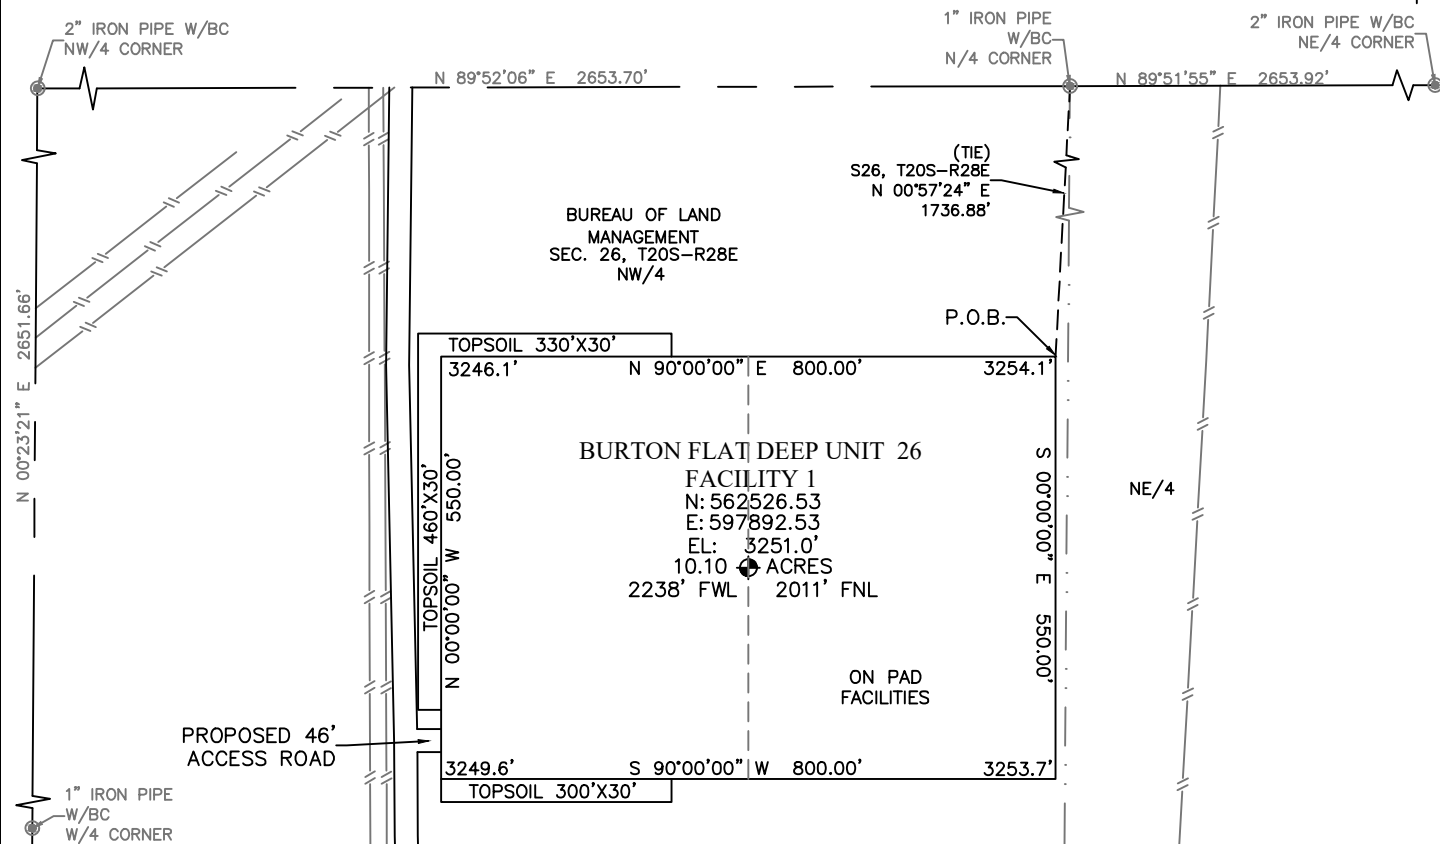 2” IRON PIPE W/BC
NW/4 CORNER
1” IRON PIPE
W/BC
N/4 CORNER
2” IRON PIPE W/BC
NE/4 CORNER
N 89°52'06” E 2653.70'
N 89°51'55” E 2653.92'
(TIE)
S26, T20S–R28E
N 00°57'24” E
1736.88'
BUREAU OF LAND
MANAGEMENT
SEC. 26, T20S–R28E
NW/4
N 00°23'21” E 2651.66'
P.O.B.
TOPSOIL 330'X30'
3246.1'
N 90°00'00” E 800.00'
3254.1'
TOPSOIL 460'X30'
N 00°00'00” W 550.00'
BURTON FLAT DEEP UNIT 26
FACILITY 1
N: 562526.53
E: 597892.53
EL: 3251.0'
10.10 ACRES
2238' FWL 2011' FNL
S 00°00'00” E 550.00'
NE/4
ON PAD
FACILITIES
PROPOSED 46'
ACCESS ROAD
3249.6'
S 90°00'00” W 800.00'
3253.7'
TOPSOIL 300'X30'
1” IRON PIPE
W/BC
W/4 CORNER